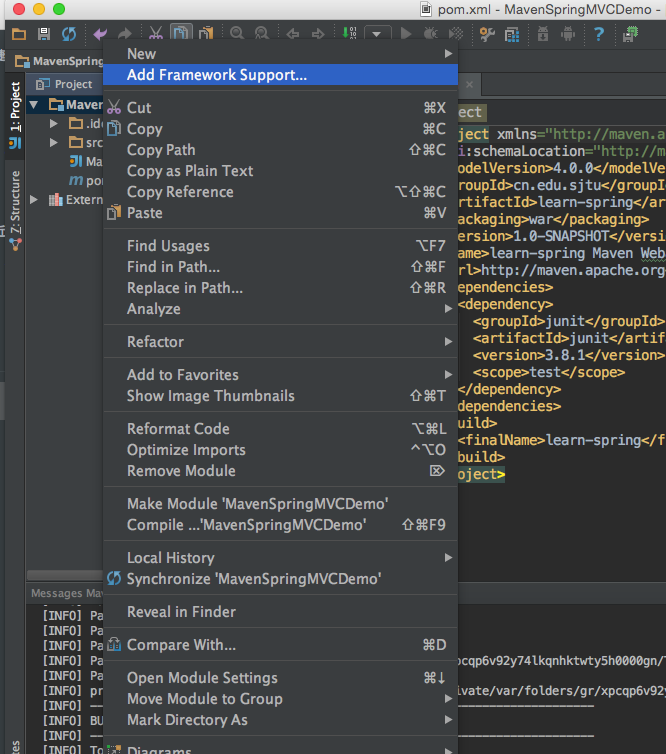 pom.xml - MavenSpringMVCDemo -
MavenSpring
1: Project
Z: Structure
Project
Maven
.ide
src
Ma
pom
Extern
New
Add Framework Support...
Cut ⌘X
Copy ⌘C
Copy Path ⇧⌘C
Copy as Plain Text
Copy Reference ⌥⇧⌘C
Paste ⌘V
Find Usages ⌥F7
Find in Path... ⇧⌘F
Replace in Path... ⇧⌘R
Analyze
Refactor
Add to Favorites
Show Image Thumbnails ⇧⌘T
Reformat Code ⌥⌘L
Optimize Imports ⌃⌥O
Remove Module ⌦
Make Module 'MavenSpringMVCDemo'
Compile ...'MavenSpringMVCDemo' ⇧⌘F9
Local History
Synchronize 'MavenSpringMVCDemo'
Reveal in Finder
Compare With... ⌘D
Open Module Settings ⌘↓
Move Module to Group
Mark Directory As
Diagrams
ect
ject xmlns="http://maven.a
i:schemaLocation="http://m
odelVersion>4.0.0</modelVe
roupId>cn.edu.sjtu</groupId
rtifactId>learn-spring</ar
ackaging>war</packaging>
ersion>1.0-SNAPSHOT</versi
ame>learn-spring Maven Weba
rl>http://maven.apache.org
ependencies>
<dependency>
<groupId>junit</groupId>
<artifactId>junit</artifa
<version>3.8.1</version>
<scope>test</scope>
</dependency>
dependencies>
uild>
<finalName>learn-spring</f
build>
oject>
Messages Mav
[INFO] Pa
[INFO] Pa
[INFO] Pa
[INFO] Pa pcqp6v92y74lkqnhktwty5h0000gn/T
[INFO] pr ivate/var/folders/gr/xpcqp6v92y
[INFO] ---
[INFO] BU
[INFO] ---
[INFO] To